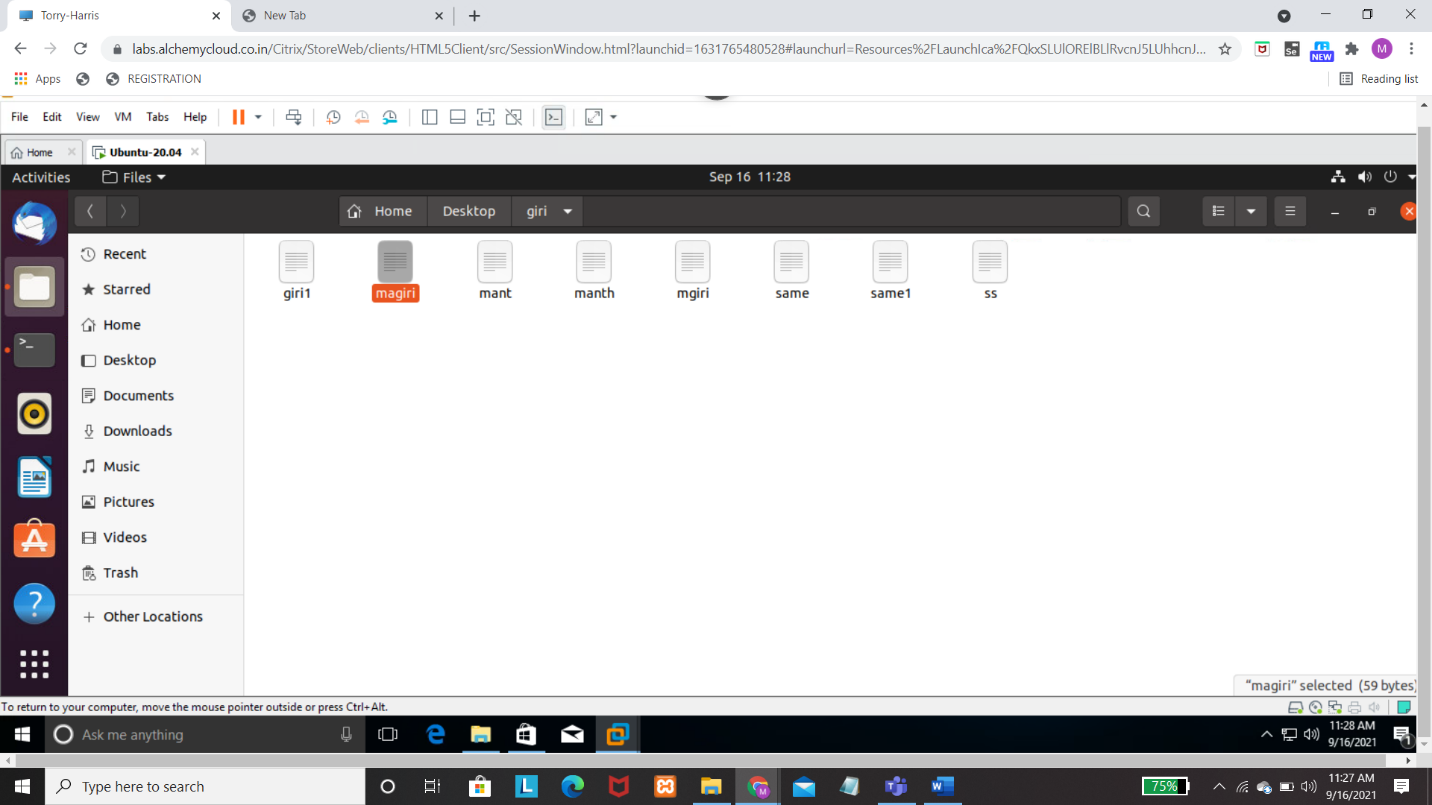 Torry-Harris
New Tab
labs.alchemycloud.co.in/Citrix/StoreWeb/clients/HTML5Client/src/SessionWindow.html?launchid=1631765480528#launchurl=Resources%2FLaunchIca%2FQkxSLUlORElBLlRvcnJ5LUhhcnJ...
Se
NEW
M
Apps
REGISTRATION
Reading list
File Edit View VM Tabs Help
Home
Ubuntu-20.04
Activities
Files
Sep 16 11:28
Home
Desktop
giri
Recent
Starred
Home
Desktop
Documents
Downloads
Music
Pictures
Videos
Trash
Other Locations
giri1
magiri
mant
manth
mgiri
same
same1
ss
"magiri" selected (59 bytes)
To return to your computer, move the mouse pointer outside or press Ctrl+Alt.
Ask me anything
11:28 AM
9/16/2021
1
Type here to search
L
M
75%
11:27 AM
9/16/2021